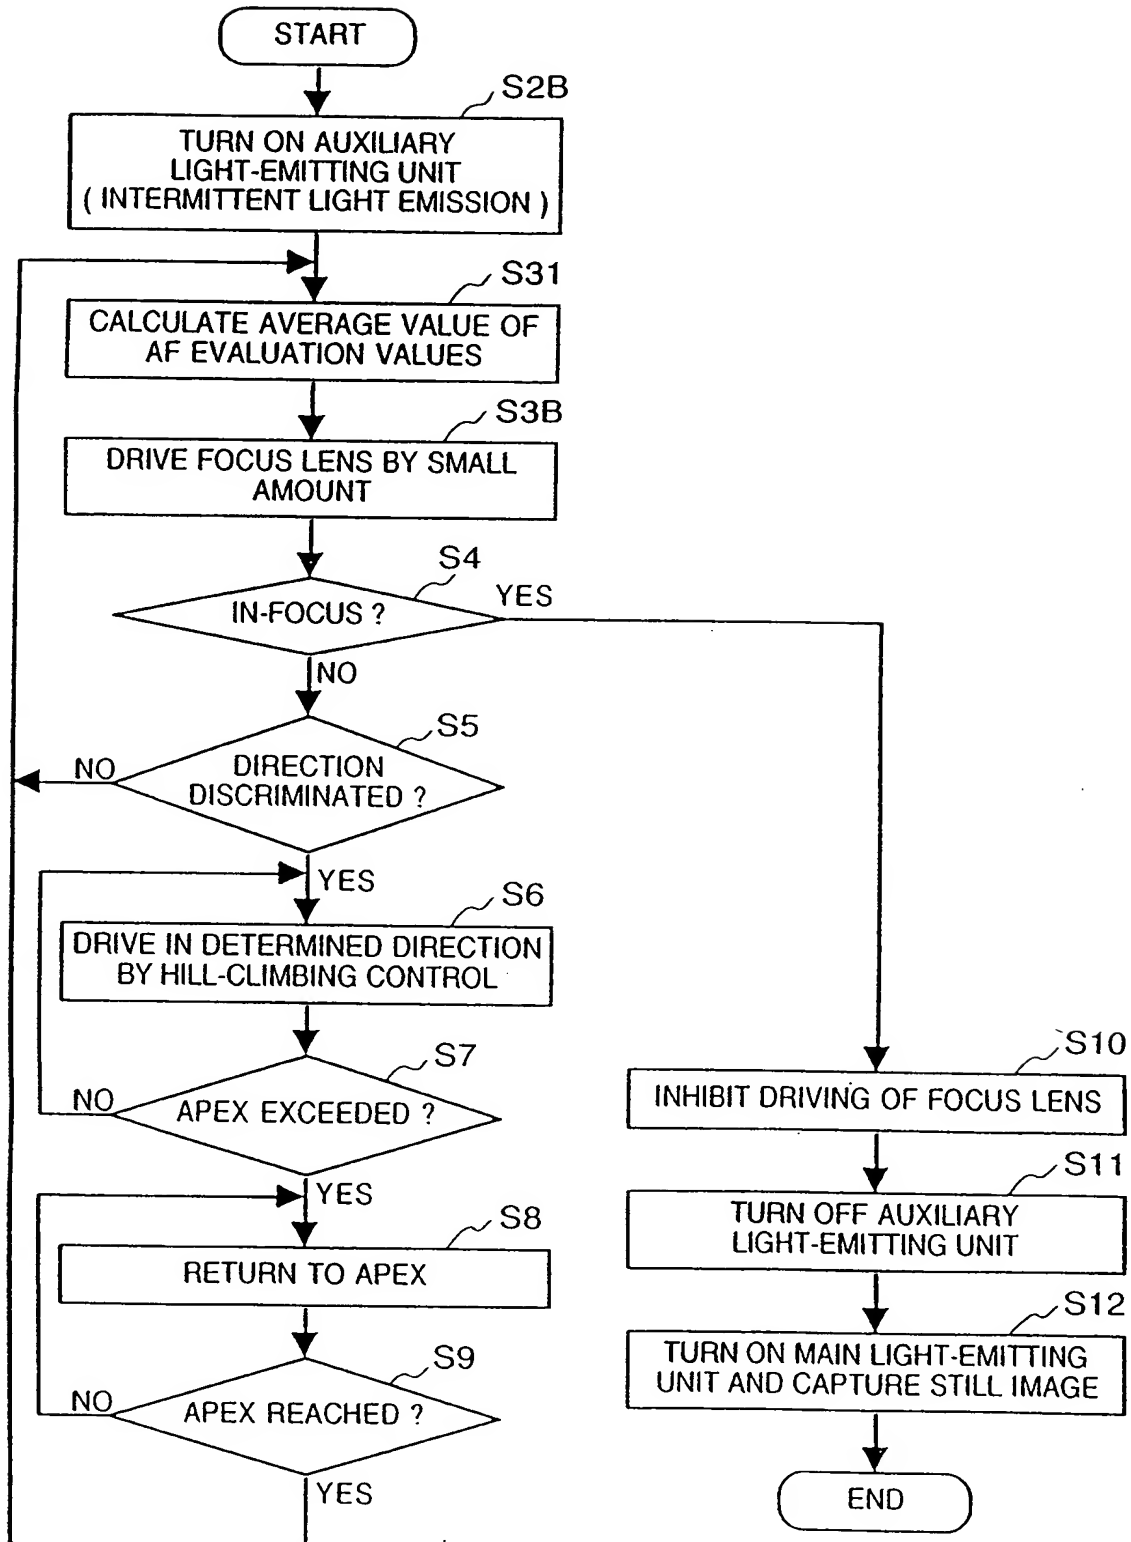 START
S2B
TURN ON AUXILIARY
LIGHT-EMITTING UNIT
( INTERMITTENT LIGHT EMISSION )
S31
CALCULATE AVERAGE VALUE OF
AF EVALUATION VALUES
S3B
DRIVE FOCUS LENS BY SMALL
AMOUNT
S4
IN-FOCUS ?
YES
NO
S5
DIRECTION
DISCRIMINATED ?
NO
YES
S6
DRIVE IN DETERMINED DIRECTION
BY HILL-CLIMBING CONTROL
S7
APEX EXCEEDED ?
NO
YES
S8
RETURN TO APEX
S9
APEX REACHED ?
NO
YES
S10
INHIBIT DRIVING OF FOCUS LENS
S11
TURN OFF AUXILIARY
LIGHT-EMITTING UNIT
S12
TURN ON MAIN LIGHT-EMITTING
UNIT AND CAPTURE STILL IMAGE
END